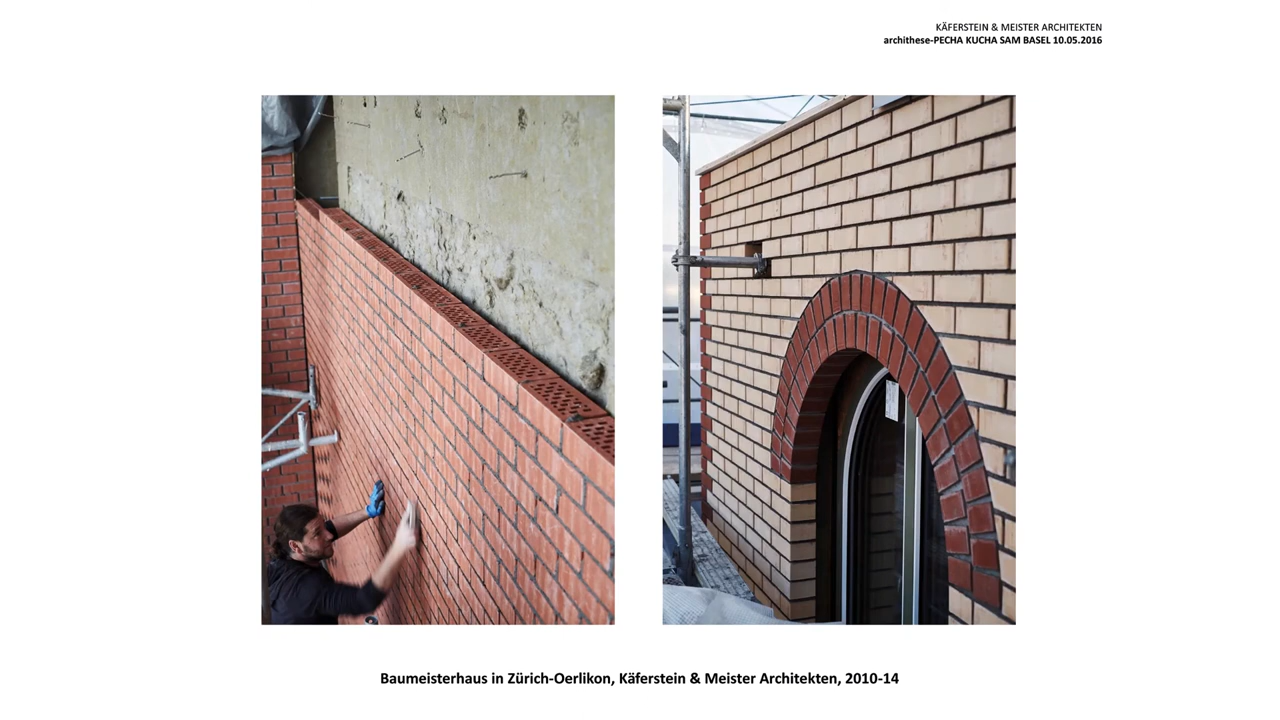 KÄFERSTEIN & MEISTER ARCHITEKTEN
archithese-PECHA KUCHA SAM BASEL 10.05.2016
Baumeisterhaus in Zürich-Oerlikon, Käferstein & Meister Architekten, 2010-14